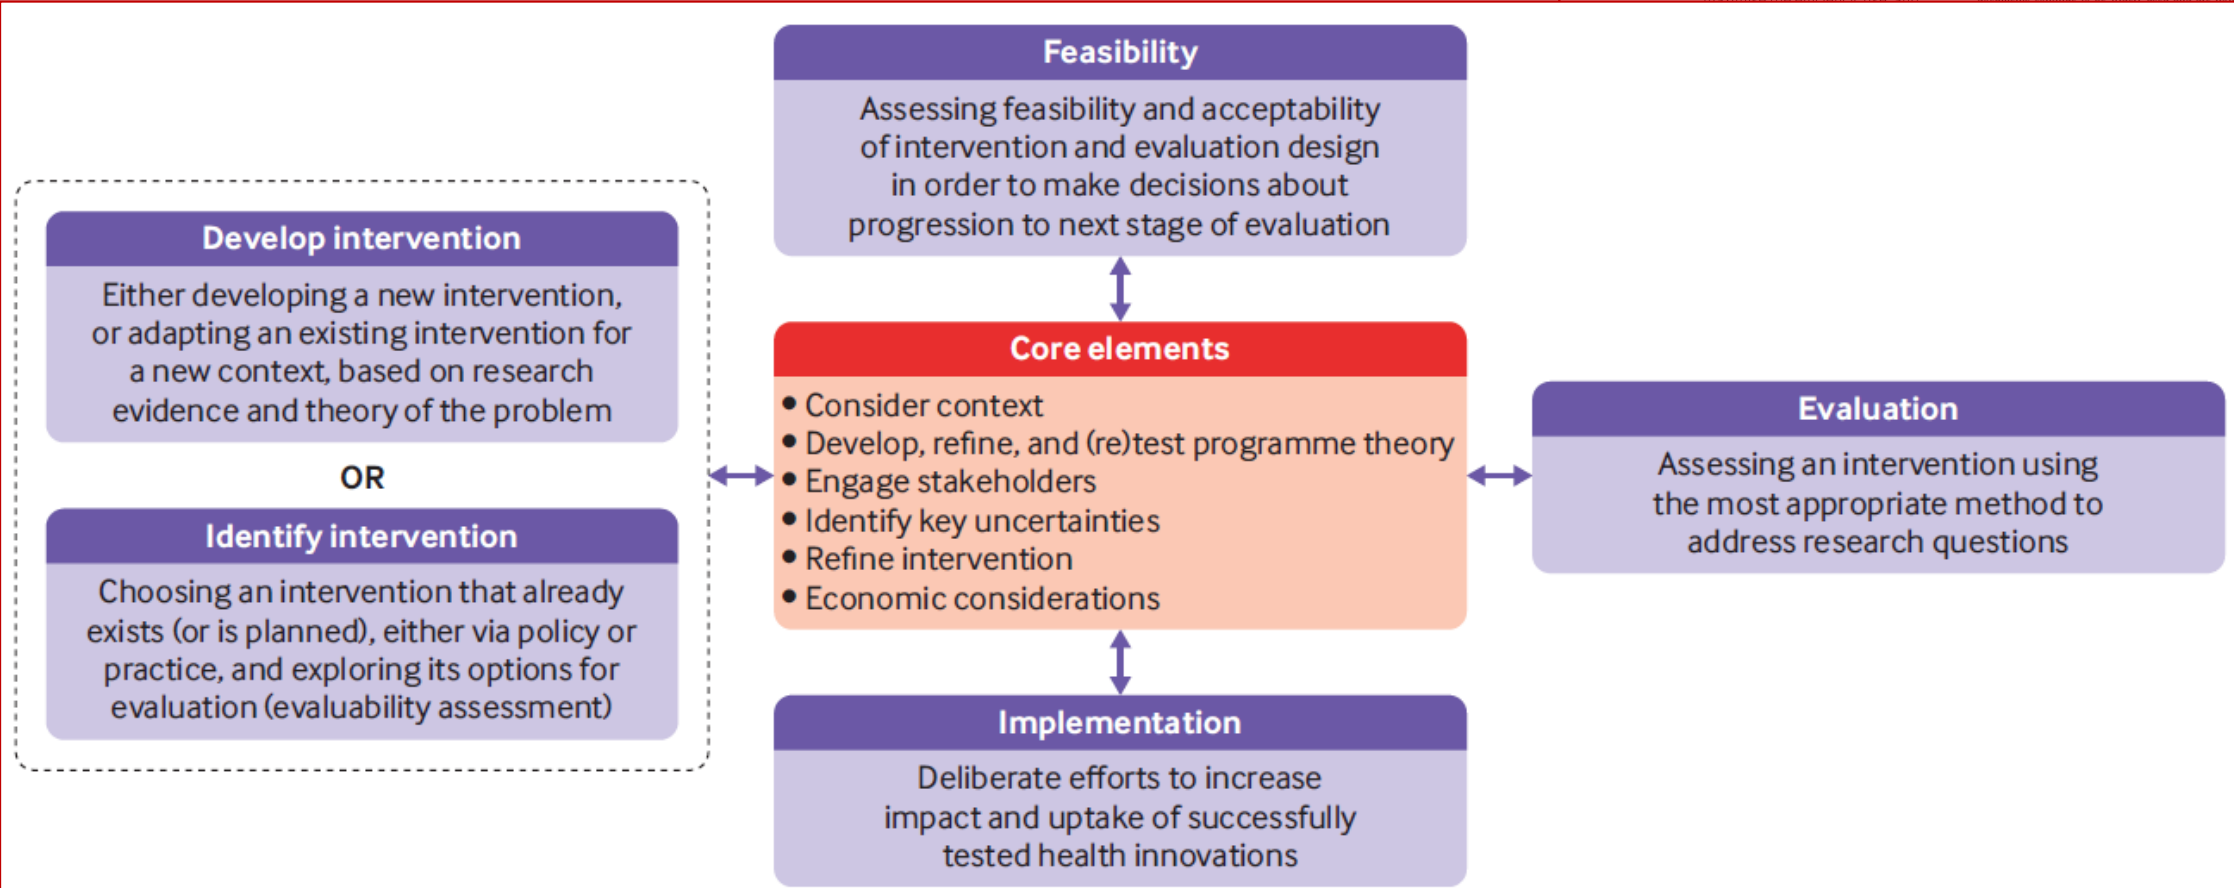 Feasibility
Assessing feasibility and acceptability
of intervention and evaluation design
in order to make decisions about
progression to next stage of evaluation
Develop intervention
Either developing a new intervention,
or adapting an existing intervention for
a new context, based on research
evidence and theory of the problem
OR
Identify intervention
Choosing an intervention that already
exists (or is planned), either via policy or
practice, and exploring its options for
evaluation (evaluability assessment)
Core elements
• Consider context
• Develop, refine, and (re)test programme theory
• Engage stakeholders
• Identify key uncertainties
• Refine intervention
• Economic considerations
Evaluation
Assessing an intervention using
the most appropriate method to
address research questions
Implementation
Deliberate efforts to increase
impact and uptake of successfully
tested health innovations